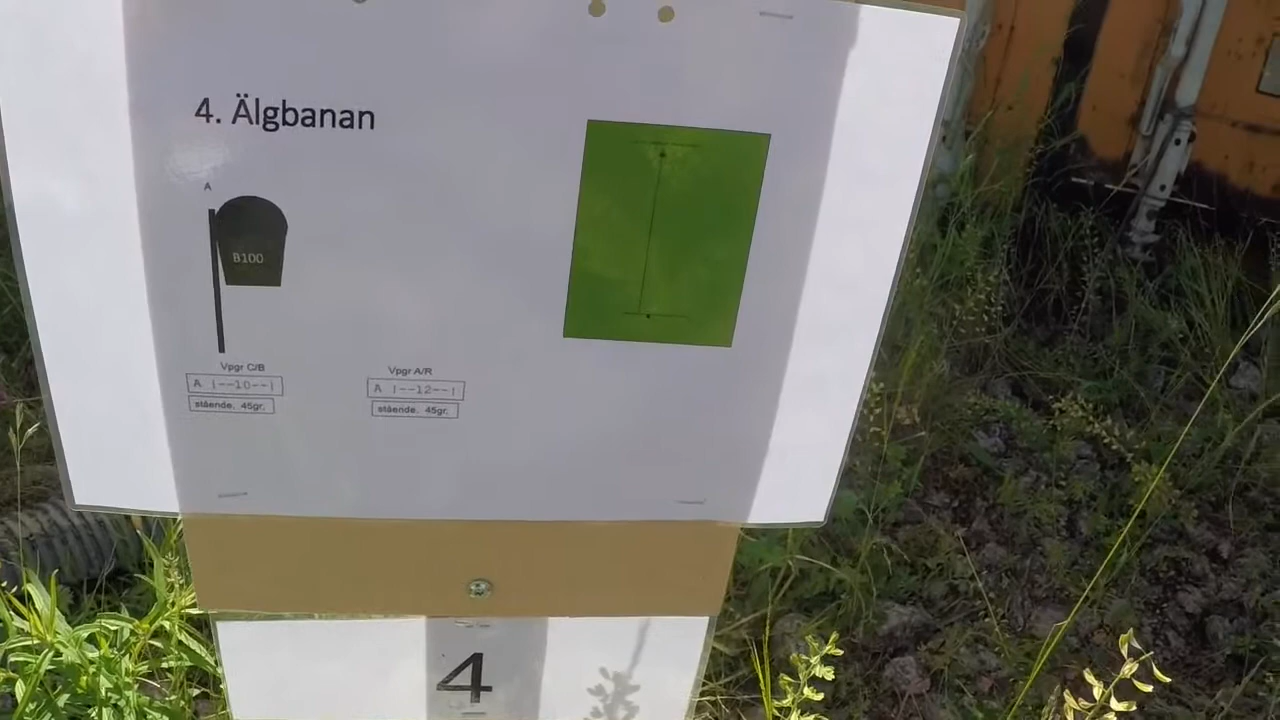 4. Älgbanan
A
B100
Vpgr C/B
A |--10--|
stående. 45gr.
Vpgr A/R
A |--12--|
stående. 45gr.
4